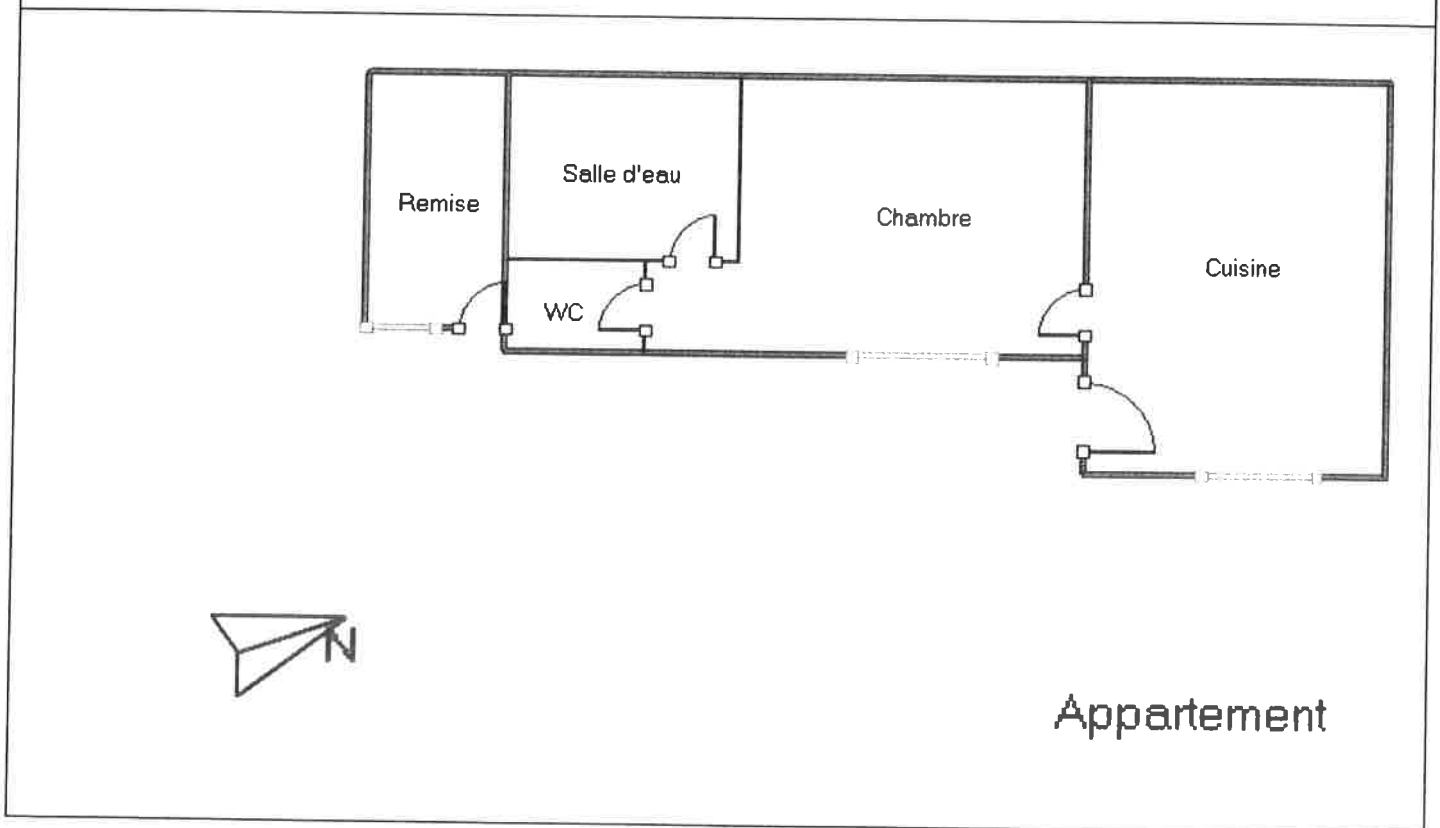 Salle d'eau
Remise
Chambre
Cuisine
WC
N
Appartement